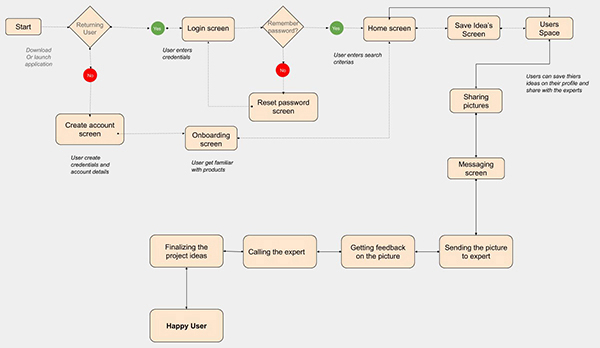 Start
Returning
User
Yes
Login screen
Remember
password?
Yes
Home screen
Save Idea's
Screen
Users
Space
Download
Or launch
application
User enters
credentials
User enters search
criterias
No
No
Users can save thiers
ideas on their profile and
share with the experts
Reset password
screen
Sharing
pictures
Create account
screen
Onboarding
screen
User create
credentials and
account details
User get familiar
with products
Messaging
screen
Finalizing the
project ideas
Calling the expert
Getting feedback
on the picture
Sending the picture
to expert
Happy User